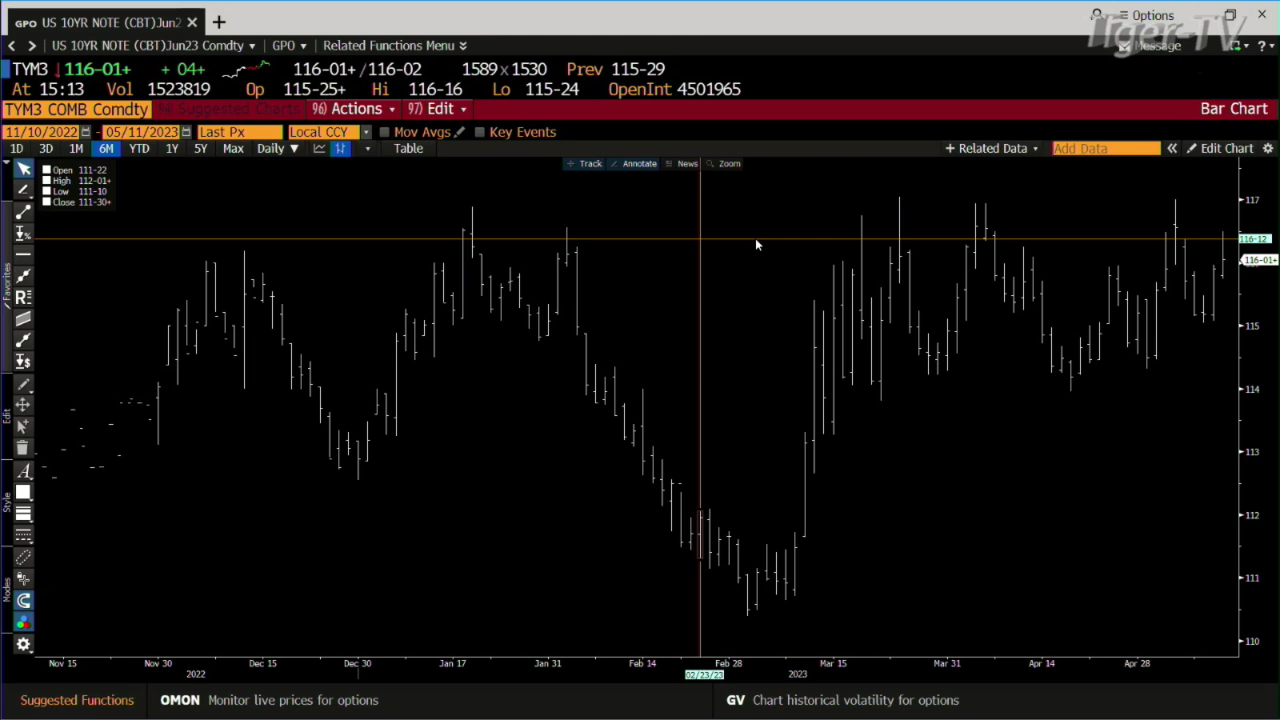 GPO US 10YR NOTE (CBT)Jun2 × +
Options
Tiger-TV
< > US 10YR NOTE (CBT)Jun23 Comdty GPO Related Functions Menu
Message ?
TYM3 ↓116-01+ + 04+ 116-01+/116-02 1589x1530 Prev 115-29
At 15:13 Vol 1523819 Op 115-25+ Hi 116-16 Lo 115-24 OpenInt 4501965
TYM3 COMB Comdty 98) Suggested Charts 96) Actions 97) Edit Bar Chart
11/10/2022 - 05/11/2023 Last Px Local CCY Mov Avgs Key Events
1D 3D 1M 6M YTD 1Y 5Y Max Daily ▼ Table + Related Data Add Data « Edit Chart
Track Annotate News Zoom
Open 111-22
High 112-01+
Low 111-10
Close 111-30+
Favorites
Edit
Style
Modes
117
116-12
116-01+
115
114
113
112
111
110
Nov 15 Nov 30 Dec 15 Dec 30 Jan 17 Jan 31 Feb 14 Feb 28 Mar 15 Mar 31 Apr 14 Apr 28
2022 02/23/23 2023
Suggested Functions OMON Monitor live prices for options GV Chart historical volatility for options